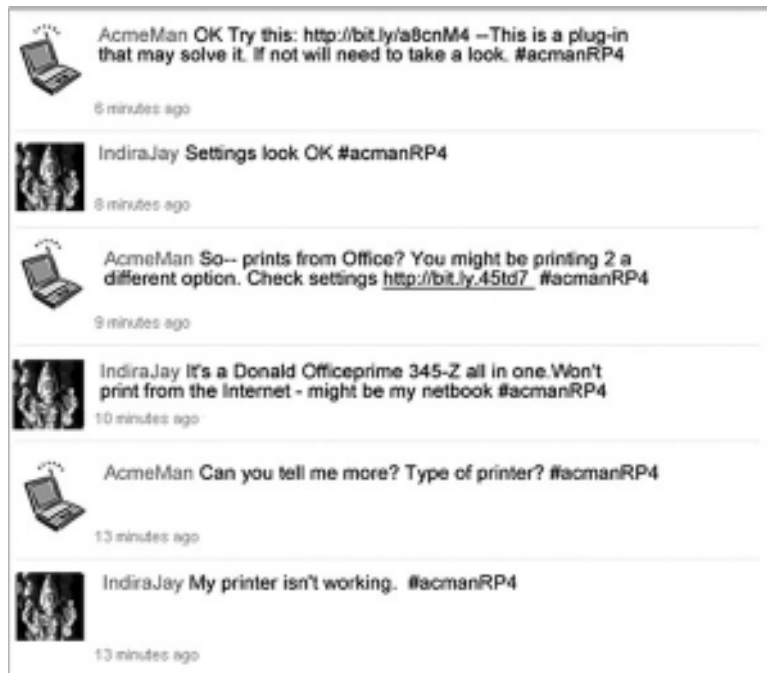 AcmeMan OK Try this: http://bit.ly/a8cnM4 --This is a plug-in
that may solve it. If not will need to take a look. #acmanRP4
6 minutes ago
IndiraJay Settings look OK #acmanRP4
8 minutes ago
AcmeMan So-- prints from Office? You might be printing 2 a
different option. Check settings http://bit.ly.45td7 #acmanRP4
9 minutes ago
IndiraJay It's a Donald Officeprime 345-Z all in one.Won't
print from the Internet - might be my netbook #acmanRP4
10 minutes ago
AcmeMan Can you tell me more? Type of printer? #acmanRP4
13 minutes ago
IndiraJay My printer isn't working. #acmanRP4
13 minutes ago